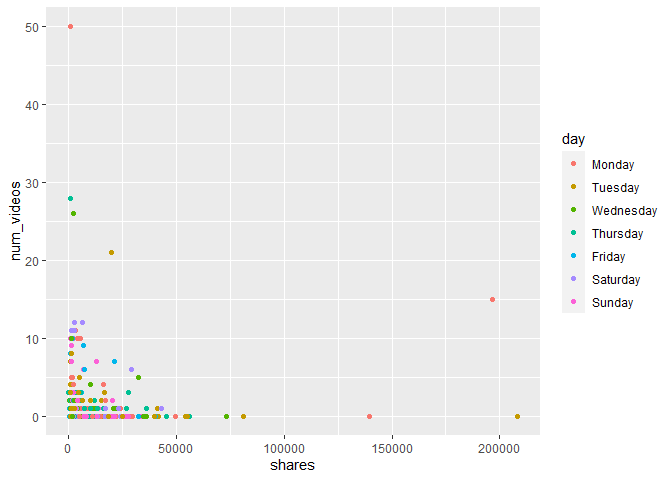 50
40
30
20
10
0
num_videos
0
50000
100000
150000
200000
shares
day
Monday
Tuesday
Wednesday
Thursday
Friday
Saturday
Sunday